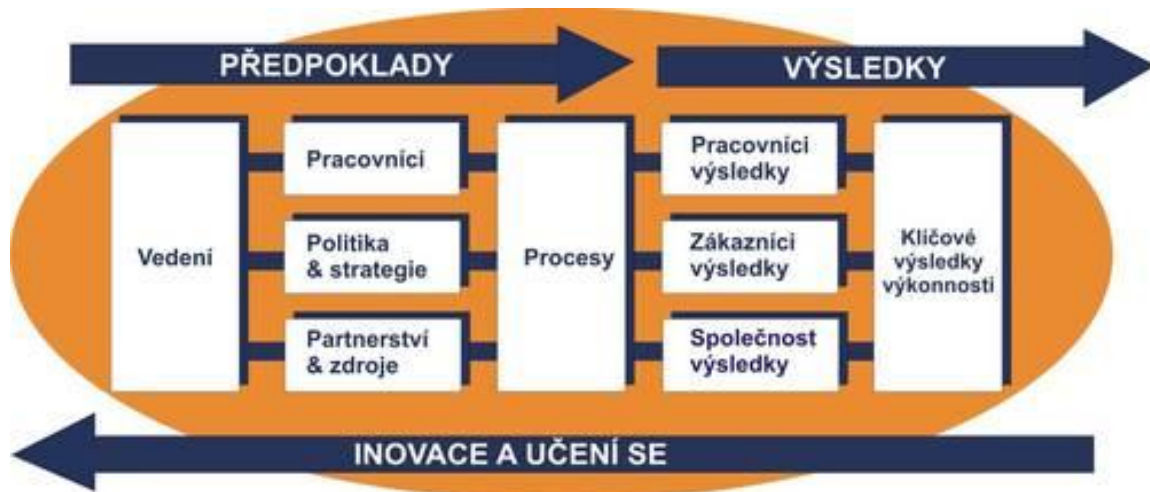 PŘEDPOKLADY
VÝSLEDKY
Vedení
Pracovníci
Politika
& strategie
Partnerství
& zdroje
Procesy
Pracovníci
výsledky
Zákazníci
výsledky
Společnost
výsledky
Klíčové
výsledky
výkonnosti
INOVACE A UČENÍ SE